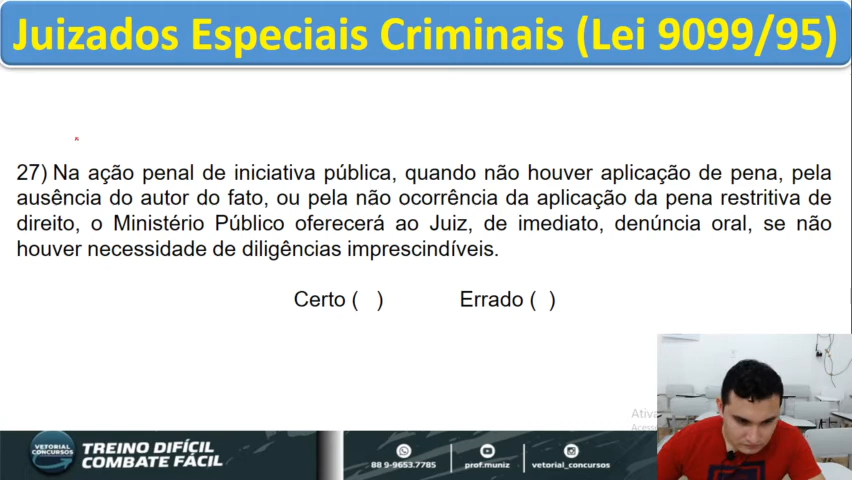 Juizados Especiais Criminais (Lei 9099/95)
27) Na ação penal de iniciativa pública, quando não houver aplicação de pena, pela
ausência do autor do fato, ou pela não ocorrência da aplicação da pena restritiva de
direito, o Ministério Público oferecerá ao Juiz, de imediato, denúncia oral, se não
houver necessidade de diligências imprescindíveis.
Certo ( ) Errado ( )
VETORIAL
CONCURSOS
TREINO DIFÍCIL
COMBATE FÁCIL
88 9-9653.7785
prof.muniz
vetorial_concursos